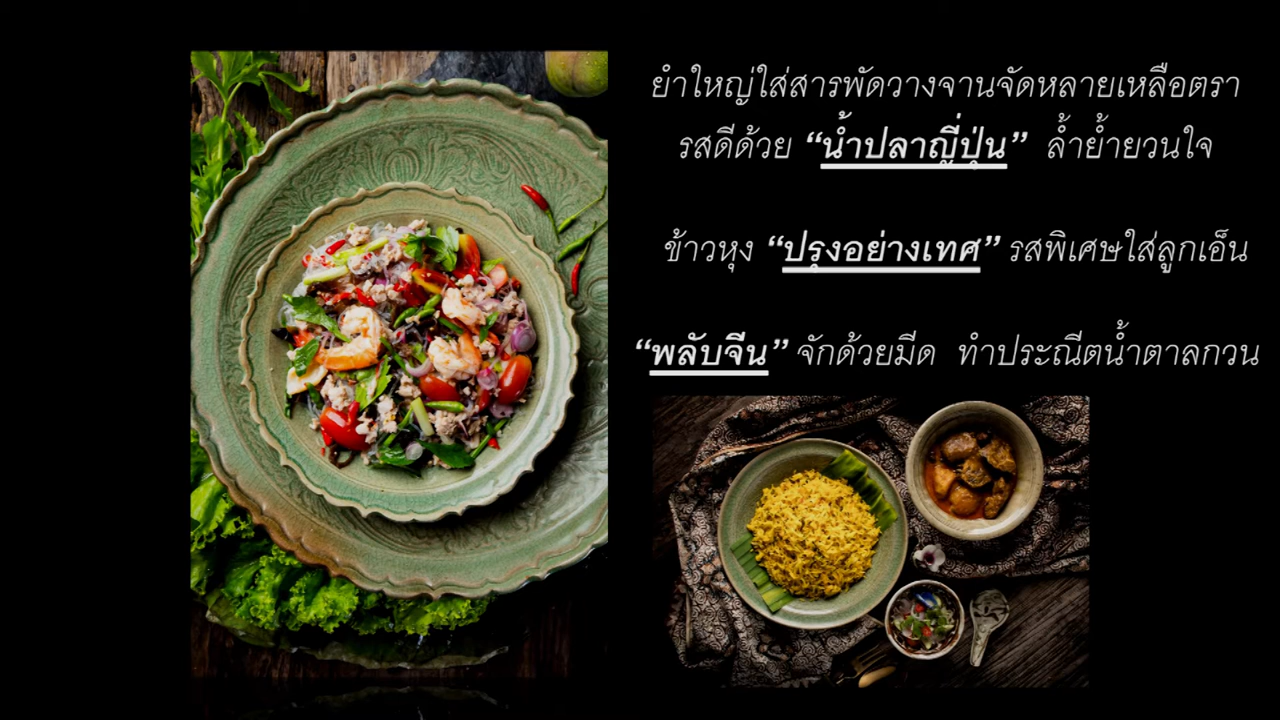 ยำใหญ่ใส่สารพัดวางจานจัดหลายเหลือตรา
รสดีด้วย “น้ำปลาญี่ปุ่น” ล้ำย้ำยวนใจ
ข้าวหุง “ปรุงอย่างเทศ” รสพิเศษใส่ลูกเอ็น
“พลับจีน” จักด้วยมีด ทำประณีตน้ำตาลกวน